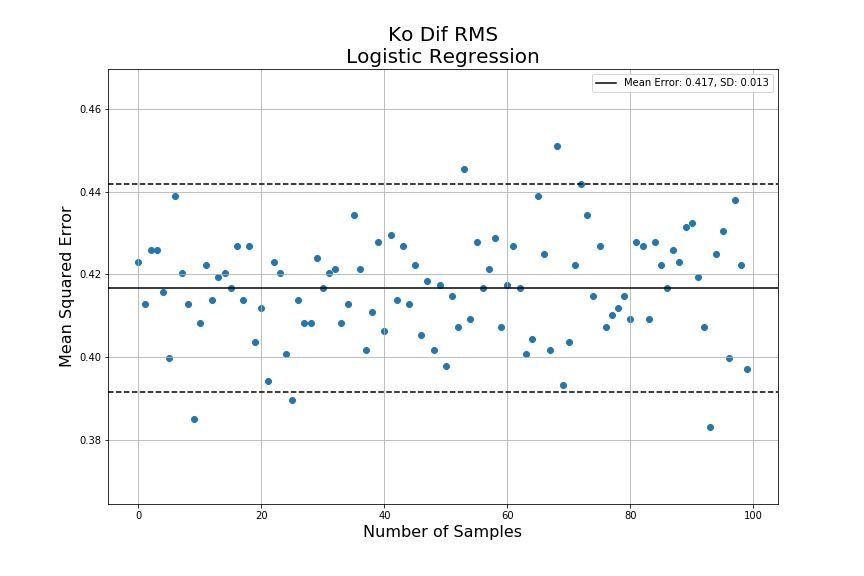 Ko Dif RMS
Logistic Regression
Mean Error: 0.417, SD: 0.013
Mean Squared Error
0.46
0.44
0.42
0.40
0.38
0
20
40
60
80
100
Number of Samples